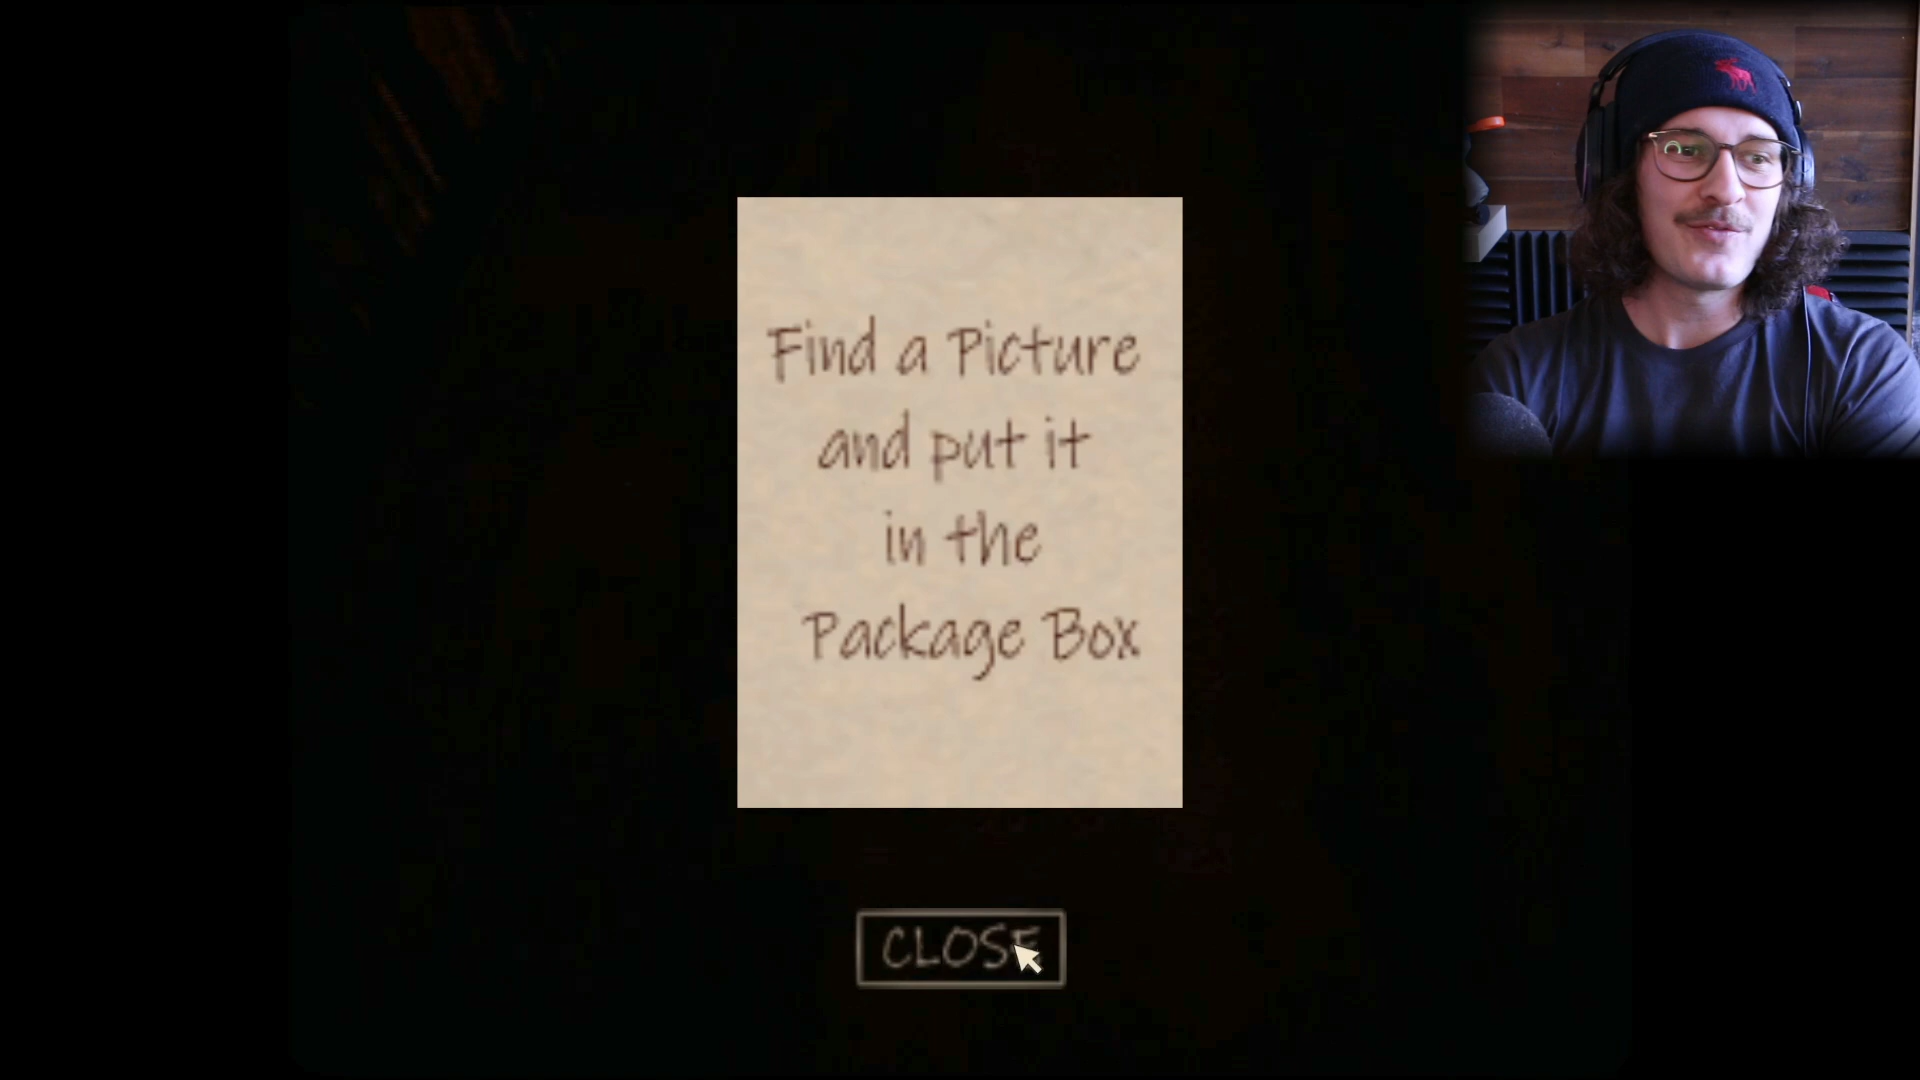 Find a Picture
and put it
in the
Package Box
CLOSE